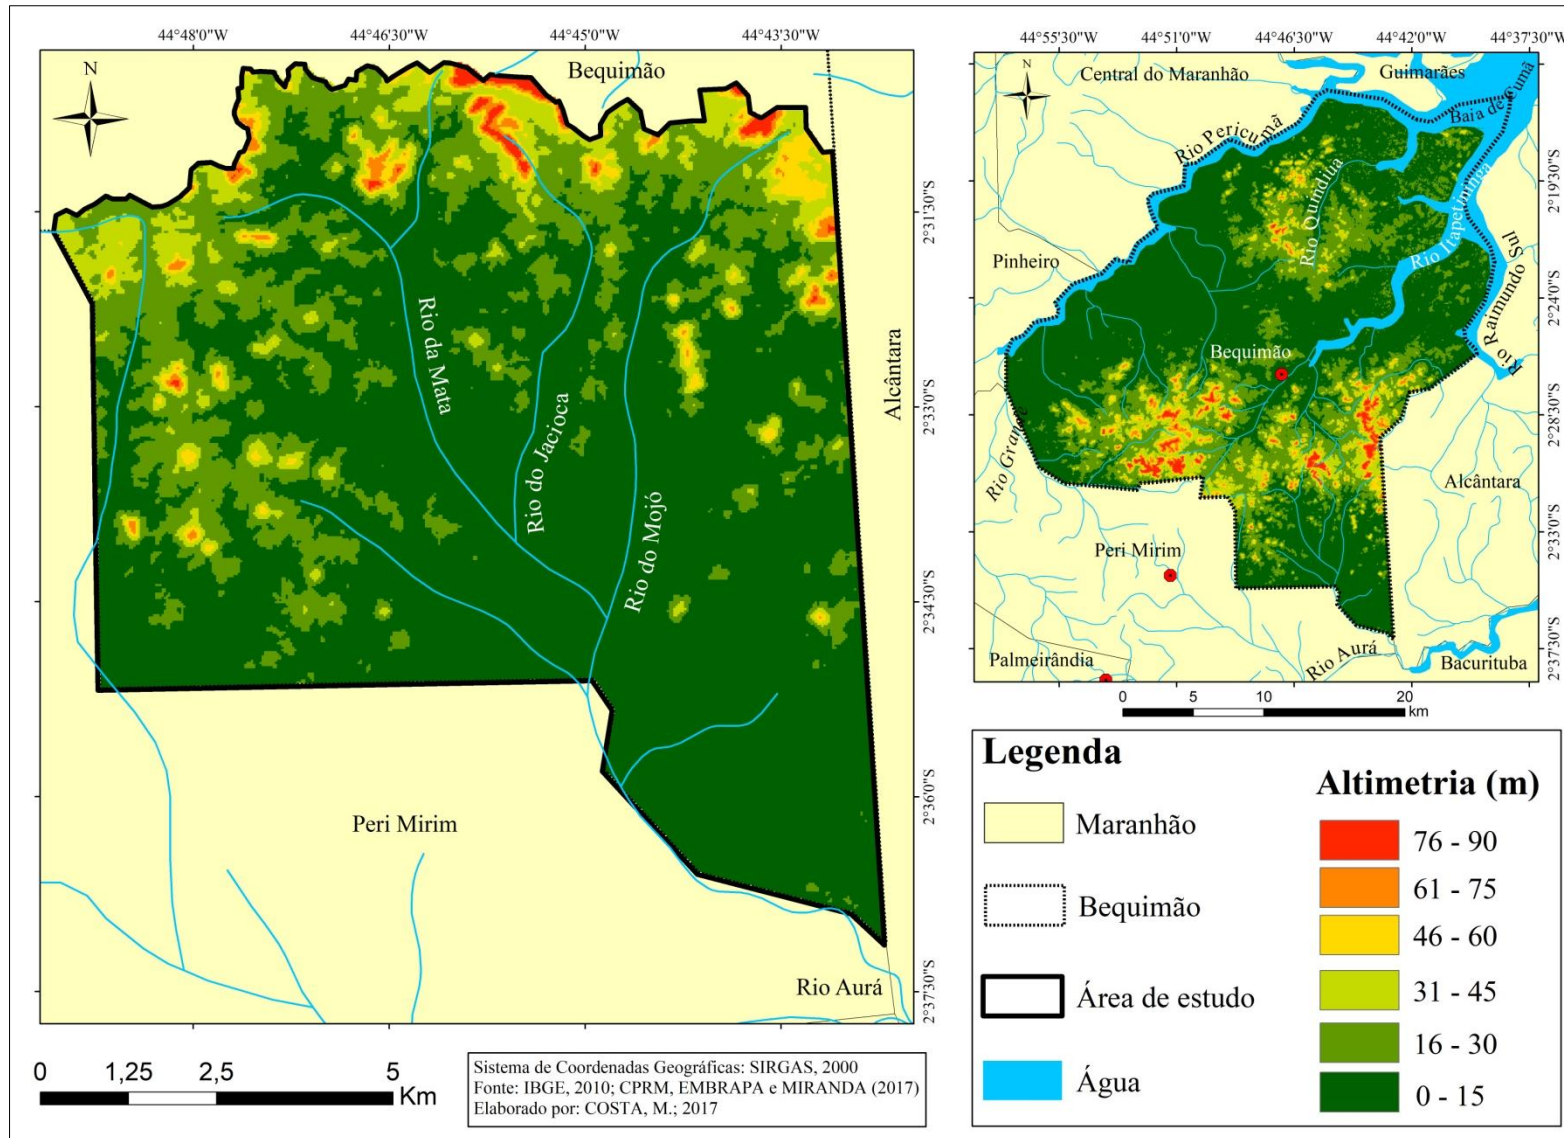 44°48'0"W
44°46'30"W
44°45'0"W
44°43'30"W
N
Bequimão
2°31'30"S
Rio da Mata
Rio do Jacioca
Rio do Mojó
Alcântara
2°33'0"S
2°34'30"S
2°36'0"S
Peri Mirim
Rio Aurá
2°37'30"S
0 1,25 2,5 5
Km
Sistema de Coordenadas Geográficas: SIRGAS, 2000
Fonte: IBGE, 2010; CPRM, EMBRAPA e MIRANDA (2017)
Elaborado por: COSTA, M.; 2017
44°55'30"W
44°51'0"W
44°46'30"W
44°42'0"W
44°37'30"W
N
Central do Maranhão
Guimarães
Baía de Cumã
Rio Pericumã
Rio Quindiua
Rio Itapetininga
2°19'30"S
Pinheiro
Rio Raimundo Sul
2°24'0"S
Bequimão
Rio Grande
2°28'30"S
Alcântara
2°33'0"S
Peri Mirim
Palmeirândia
Rio Aurá
Bacurituba
2°37'30"S
0 5 10 20
km
Legenda
Maranhão
Bequimão
Área de estudo
Água
Altimetria (m)
76 - 90
61 - 75
46 - 60
31 - 45
16 - 30
0 - 15